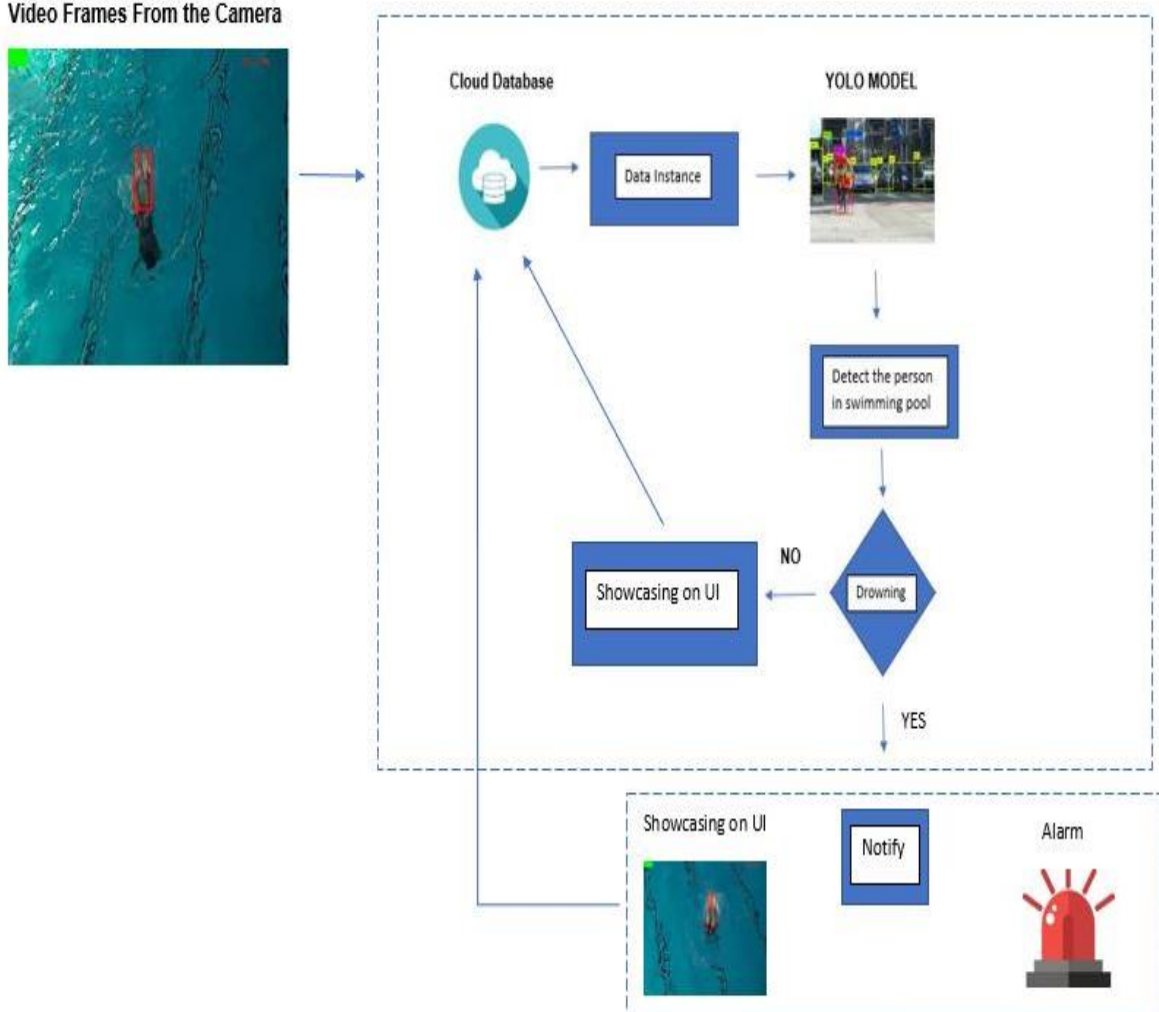 Video Frames From the Camera
Cloud Database
YOLO MODEL
Data Instance
Detect the person
in swimming pool
Showcasing on UI
NO
Drowning
YES
Showcasing on UI
Notify
Alarm